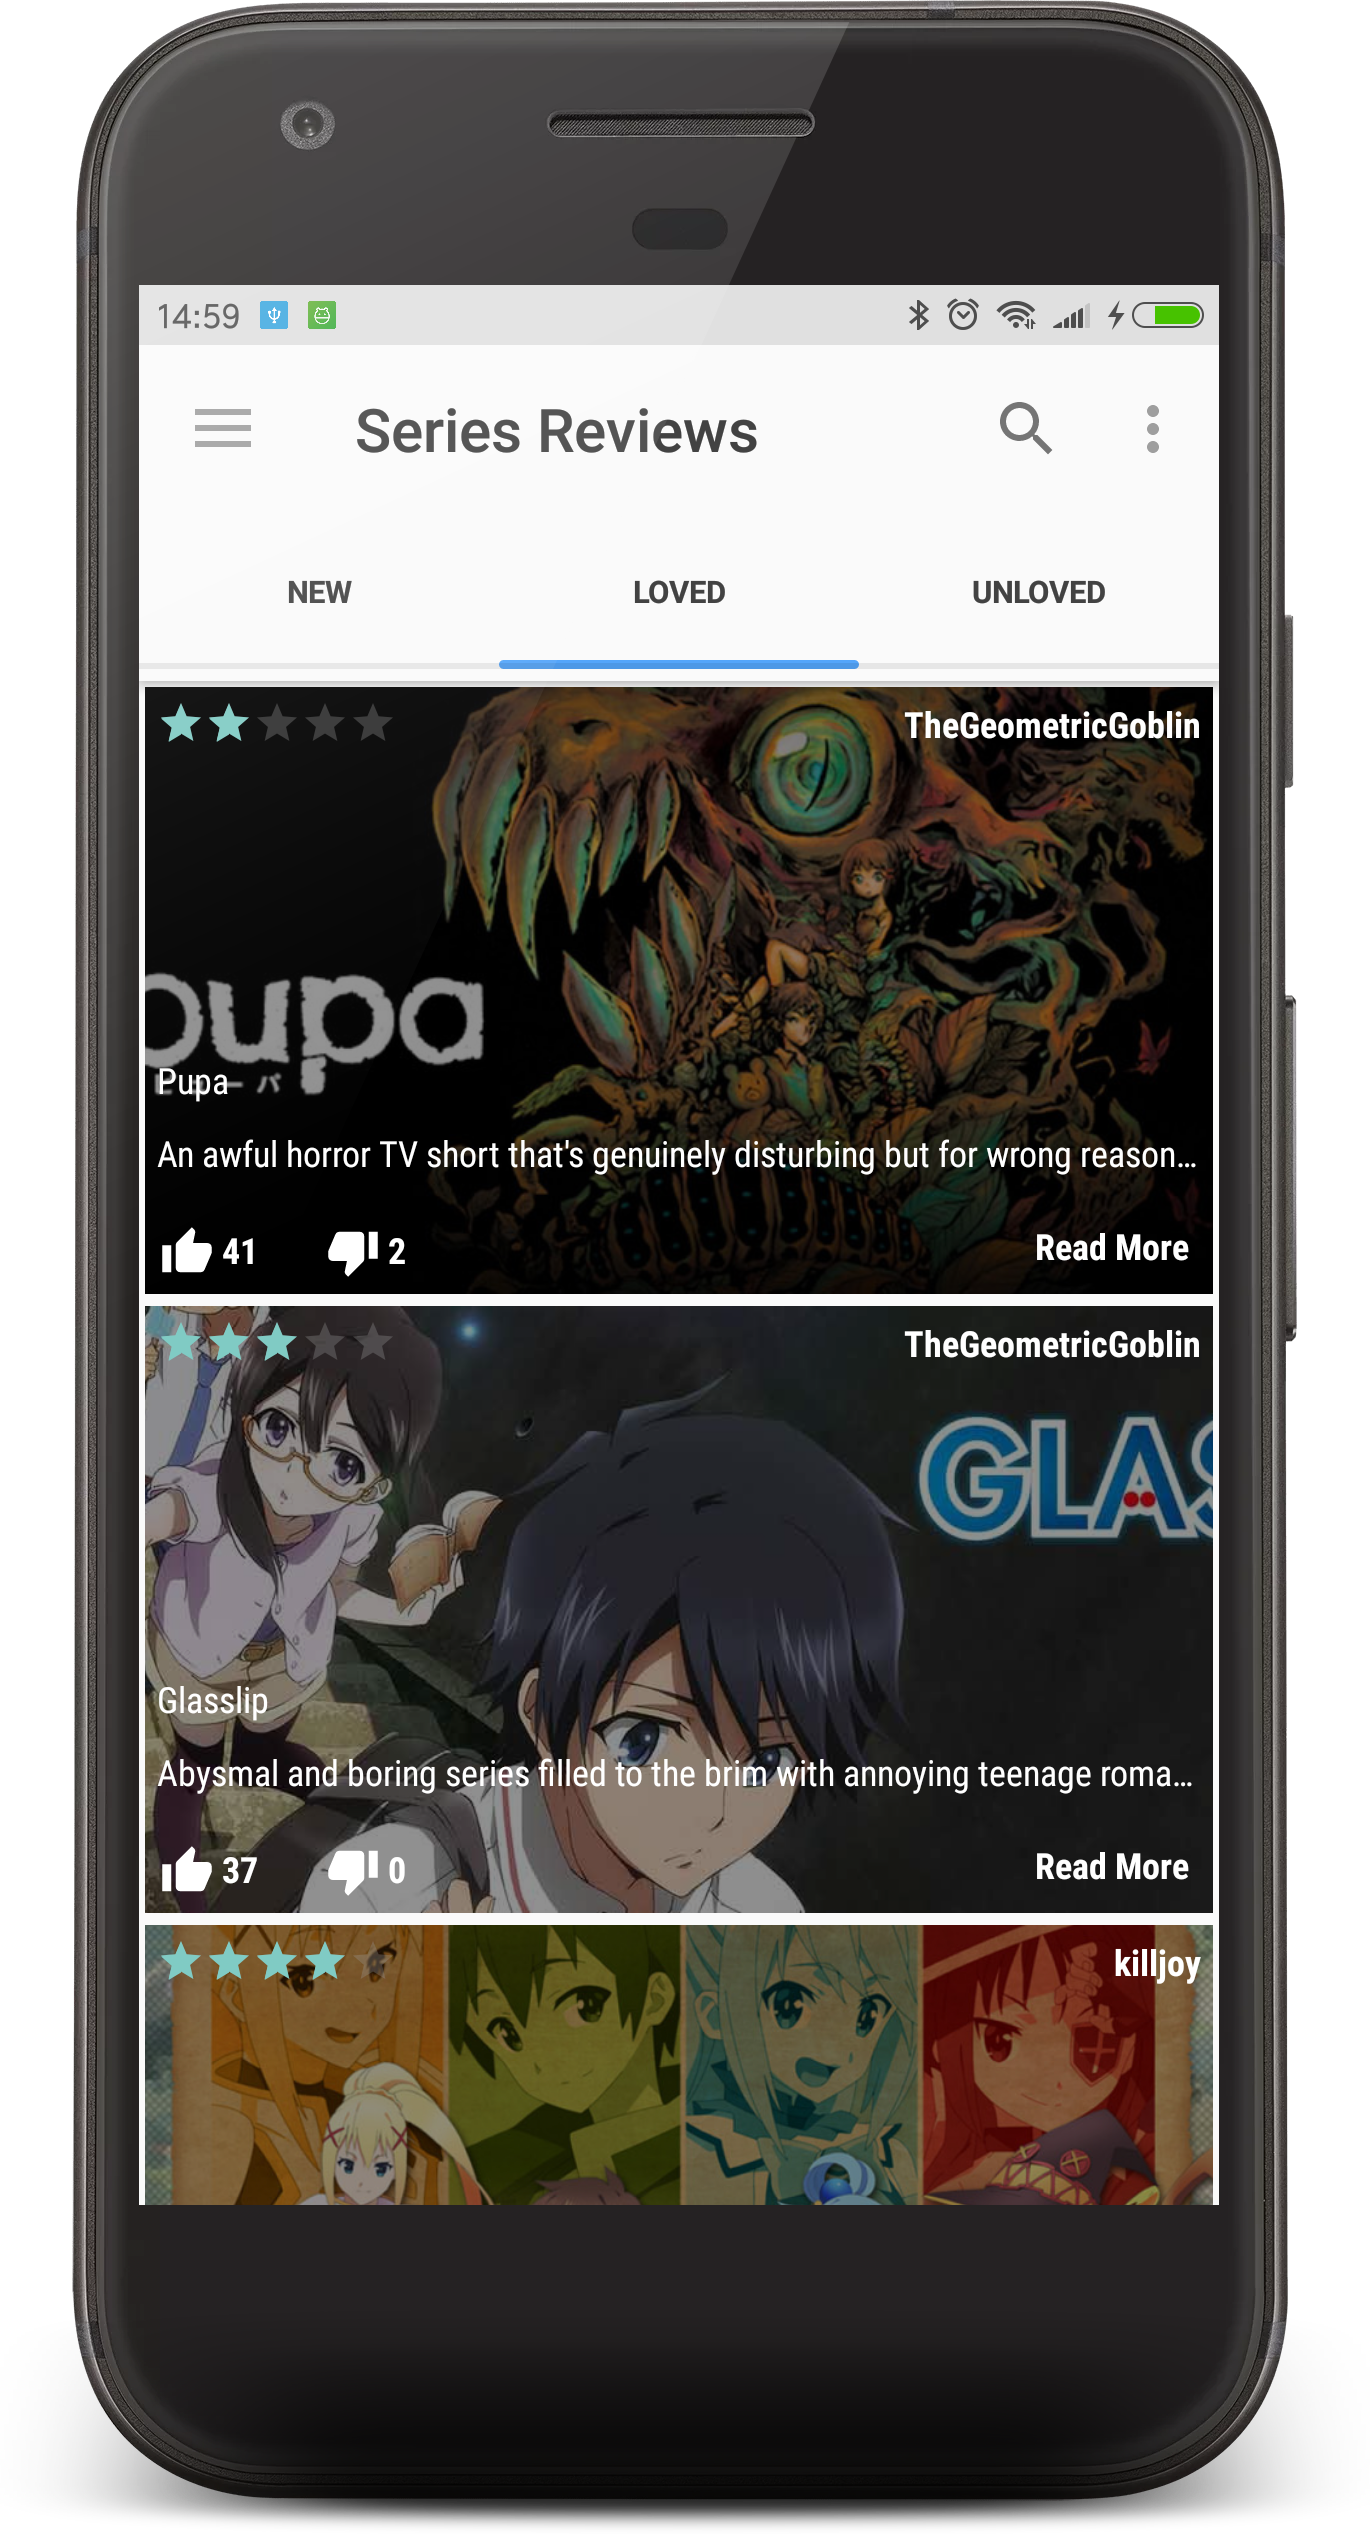 14:59
Series Reviews
NEW
LOVED
UNLOVED
TheGeometricGoblin
pupa
Pupa
An awful horror TV short that's genuinely disturbing but for wrong reason...
41
2
Read More
TheGeometricGoblin
GLAS
Glasslip
Abysmal and boring series filled to the brim with annoying teenage roma...
37
0
Read More
killjoy